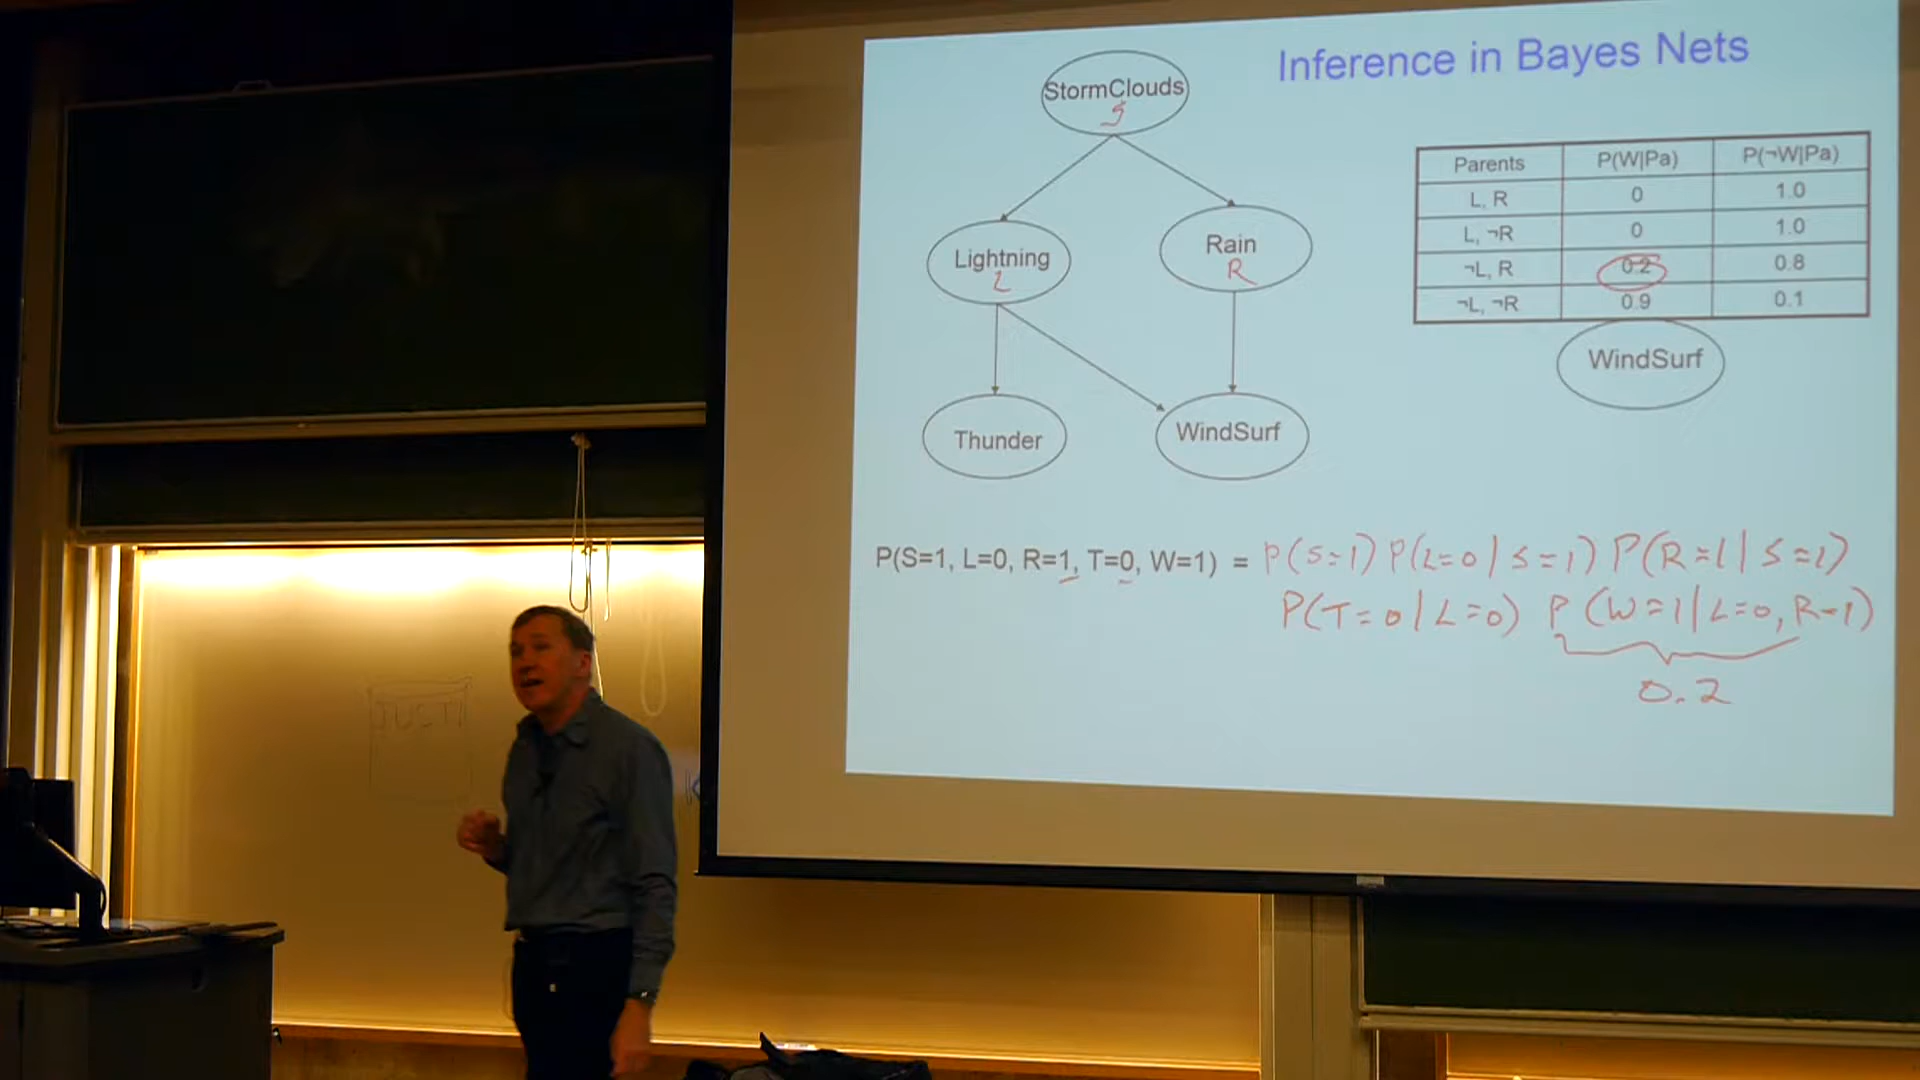 Inference in Bayes Nets
StormClouds
S
Lightning
L
Rain
R
Thunder
WindSurf
Parents P(W|Pa) P(¬W|Pa)
L, R 0 1.0
L, ¬R 0 1.0
¬L, R 0.2 0.8
¬L, ¬R 0.9 0.1
WindSurf
P(S=1, L=0, R=1, T=0, W=1) = P(S=1) P(L=0|S=1) P(R=1|S=1)
P(T=0|L=0) P(W=1|L=0, R=1)
0.2